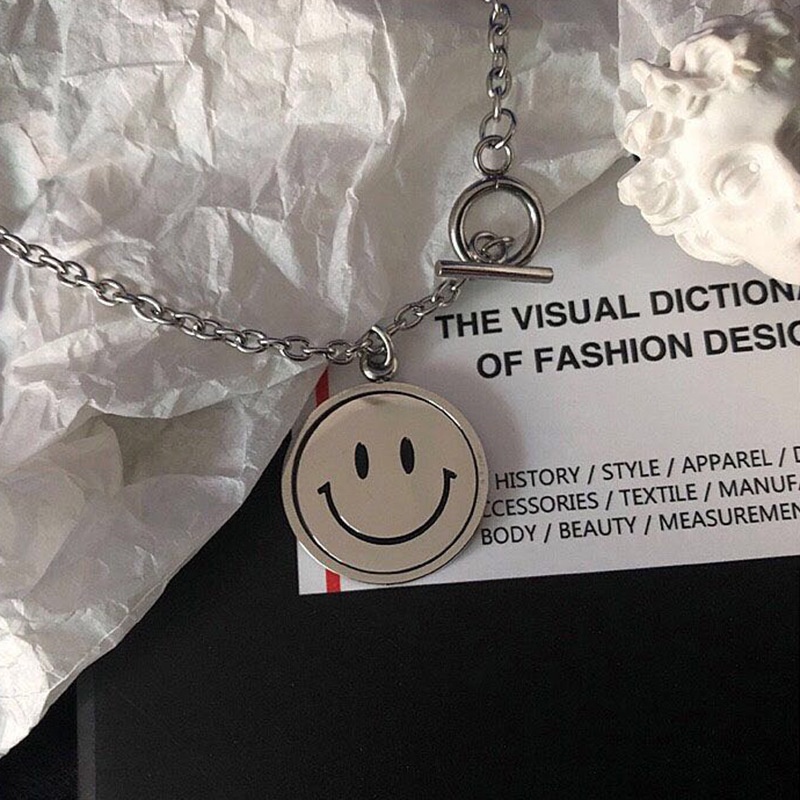 THE VISUAL DICTIONA
OF FASHION DESIG
HISTORY / STYLE / APPAREL / D
CCESSORIES / TEXTILE / MANUFA
BODY / BEAUTY / MEASUREMEN